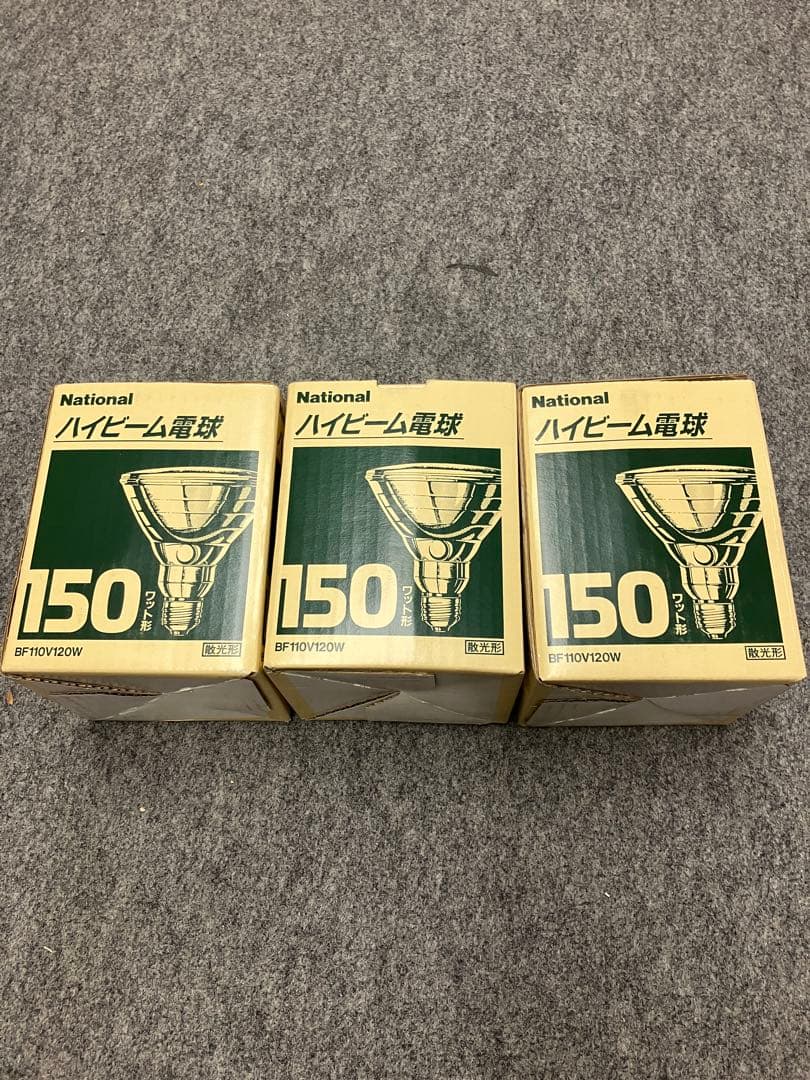 National
ハイビーム電球
150
ワット形
BF110V120W
散光形
National
ハイビーム電球
150
ワット形
BF110V120W
散光形
National
ハイビーム電球
150
ワット形
BF110V120W
散光形